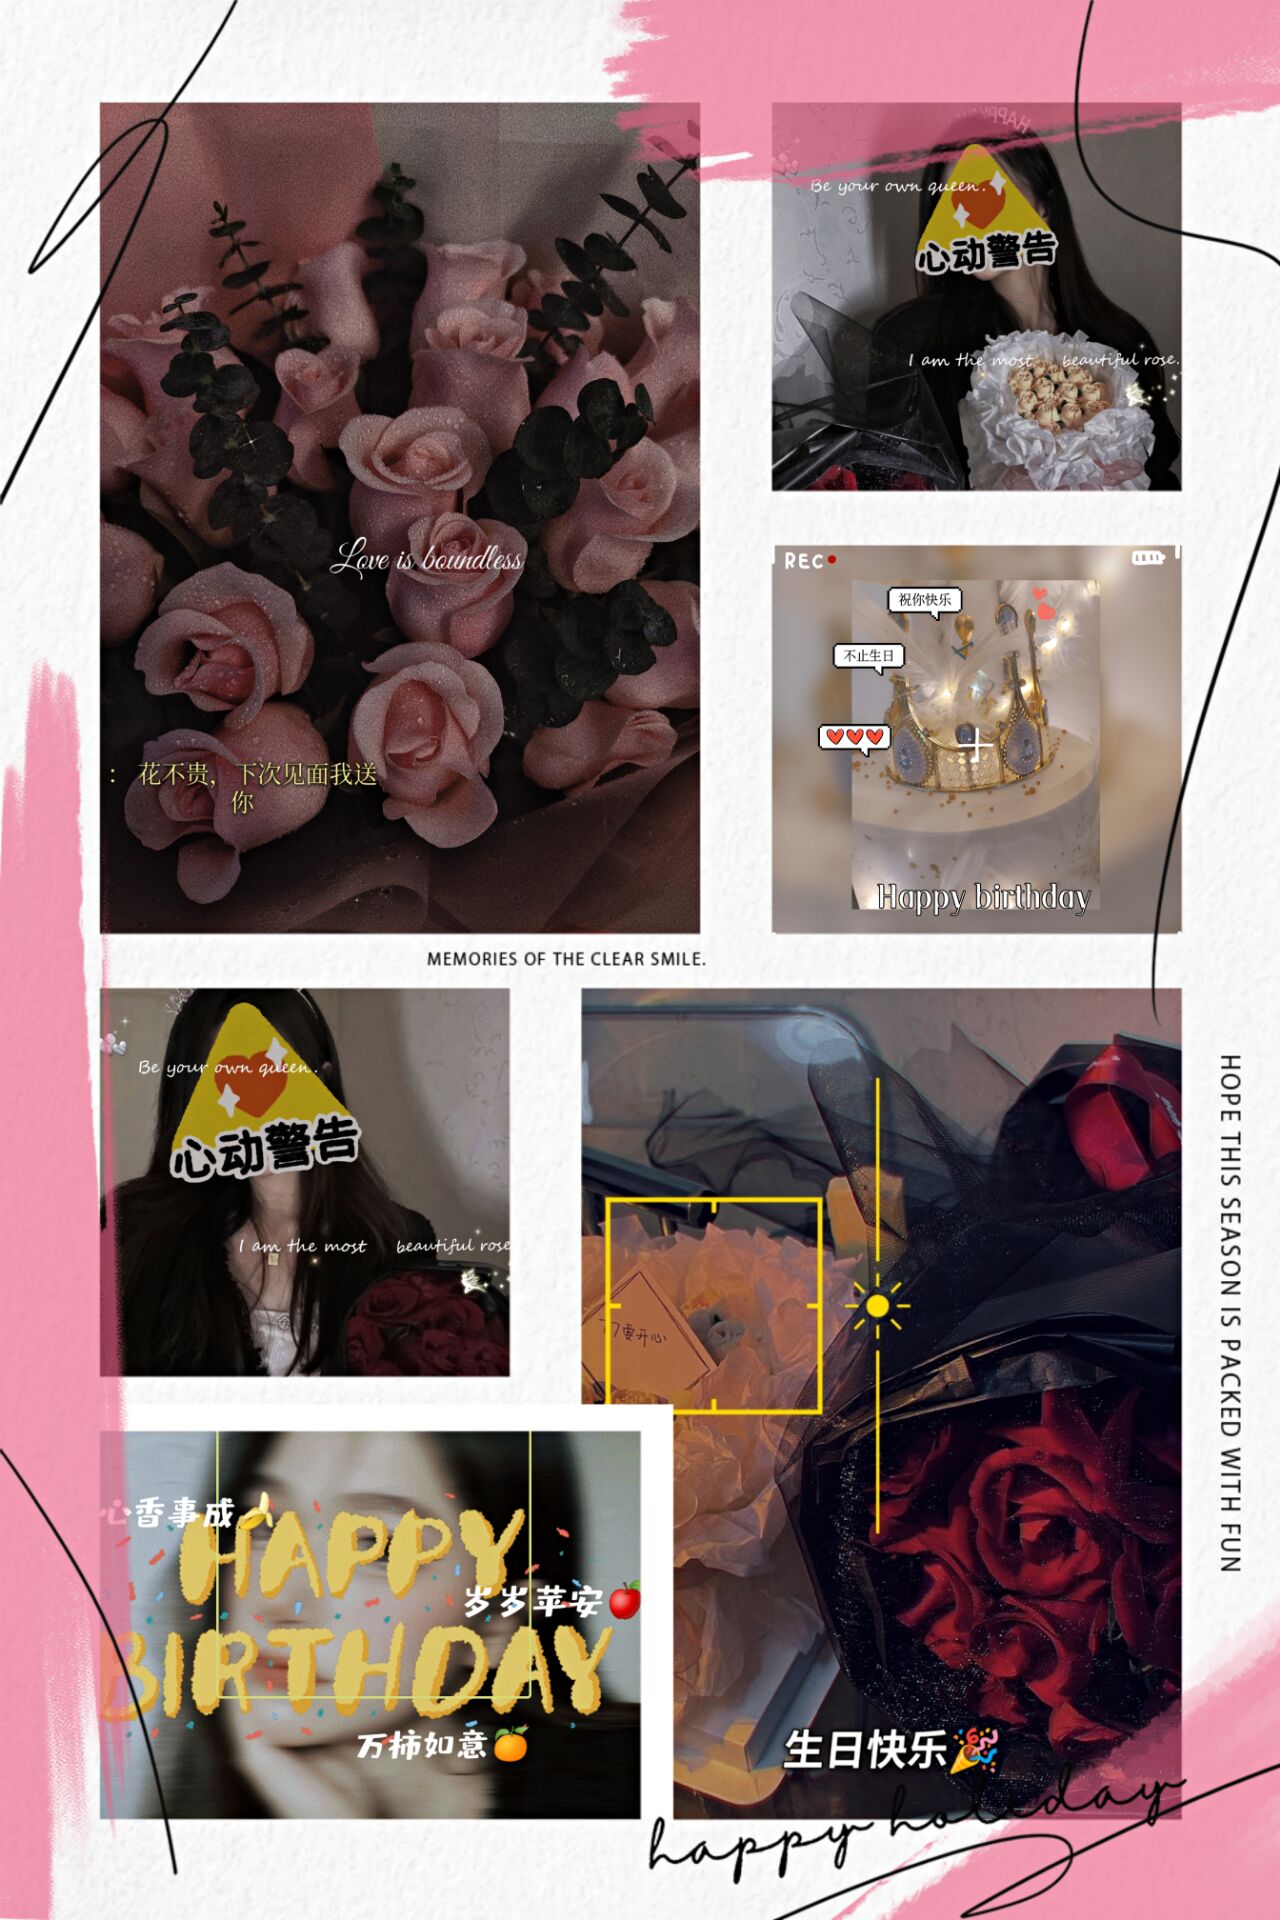 Be your own queen.
心动警告
I am the most beautiful rose.
Love is boundless
： 花不贵，下次见面我送
你
REC
祝你快乐
不止生日
Happy birthday
MEMORIES OF THE CLEAR SMILE.
Be your own queen.
心动警告
I am the most beautiful rose
要开心
HOPE THIS SEASON IS PACKED WITH FUN
心香事成
HAPPY
岁岁苹安
BIRTHDAY
万柿如意
生日快乐
happy holiday